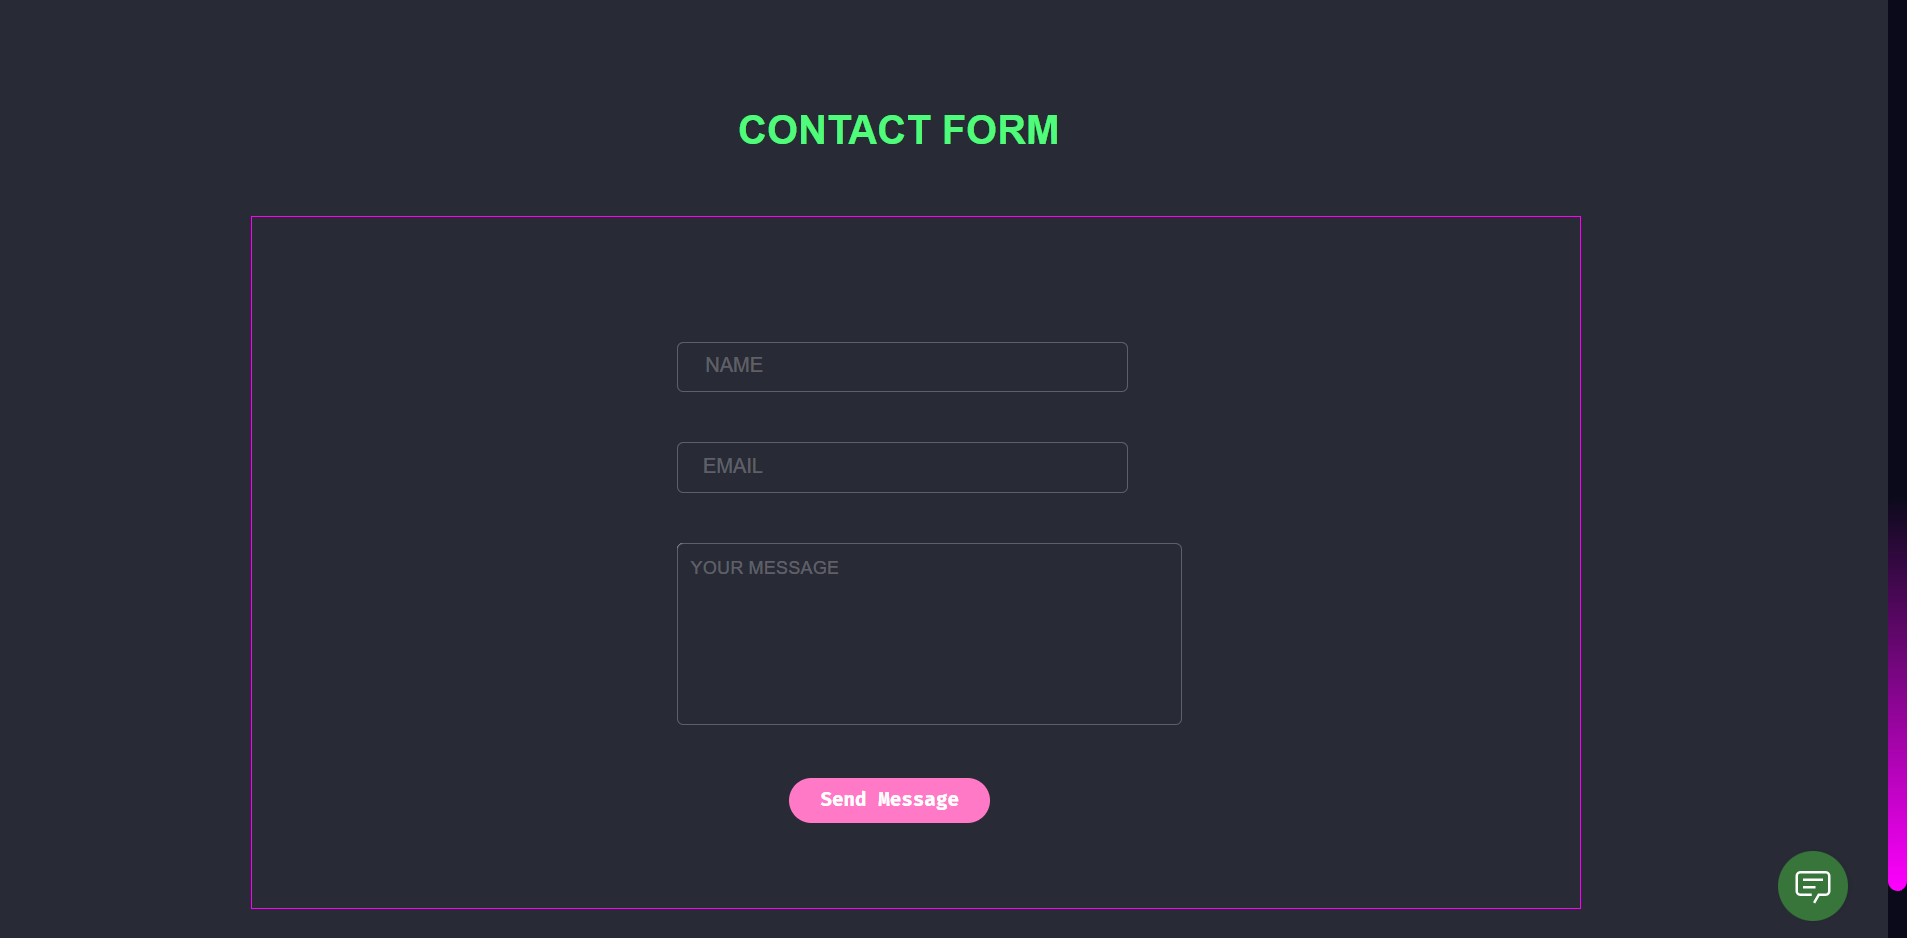 CONTACT FORM
NAME
EMAIL
YOUR MESSAGE
Send Message